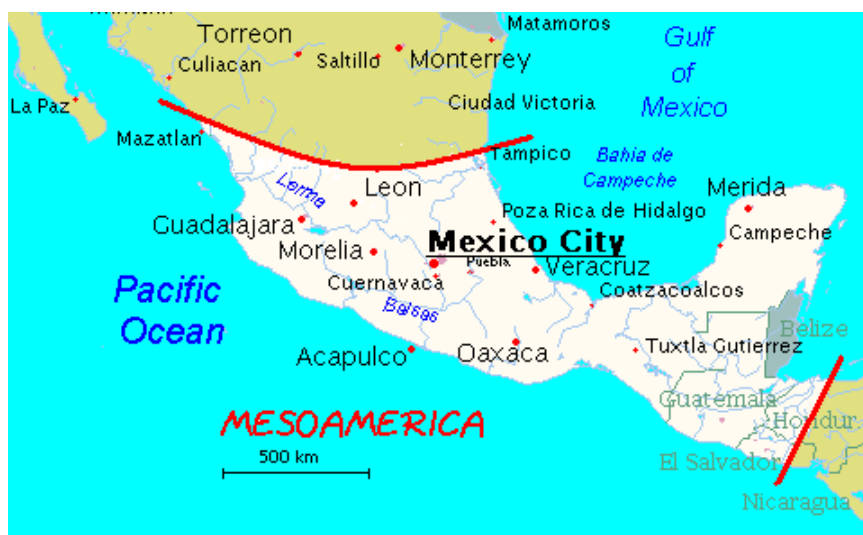 Torreon
Matamoros
Gulf
of
Mexico
Culiacan
Saltillo
Monterrey
La Paz
Ciudad Victoria
Mazatlan
Tampico
Bahia de
Campeche
Lerma
Leon
Merida
Guadalajara
Poza Rica de Hidalgo
Campeche
Morelia
Mexico City
Puebla
Veracruz
Cuernavaca
Coatzacoalcos
Pacific
Ocean
Balsas
Belize
Acapulco
Oaxaca
Tuxtla Gutierrez
Guatemala
MESOAMERICA
Hondur
500 km
El Salvador
Nicaragua